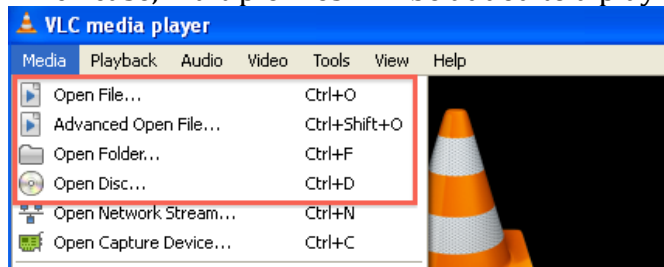 VLC media player
Media Playback Audio Video Tools View Help
Open File... Ctrl+O
Advanced Open File... Ctrl+Shift+O
Open Folder... Ctrl+F
Open Disc... Ctrl+D
Open Network Stream... Ctrl+N
Open Capture Device... Ctrl+C